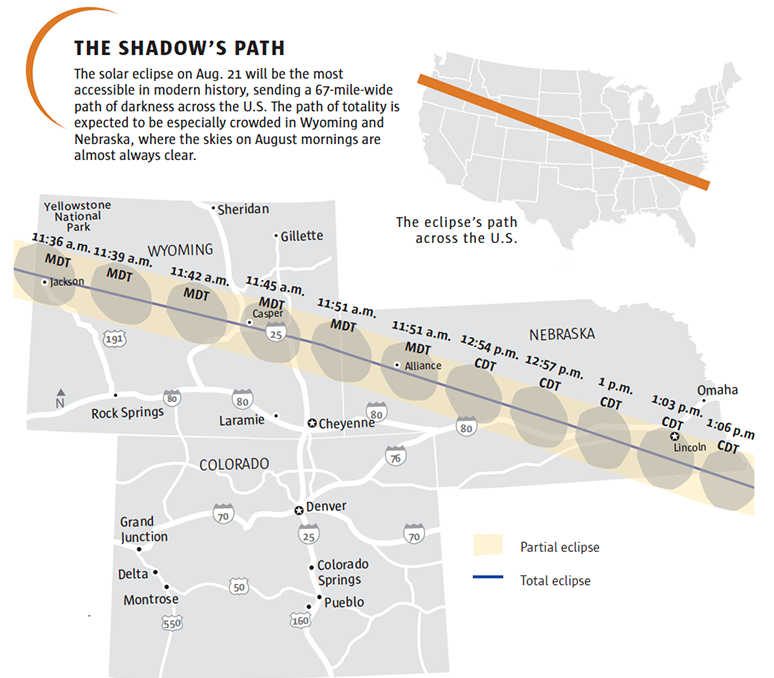 THE SHADOW'S PATH
The solar eclipse on Aug. 21 will be the most
accessible in modern history, sending a 67-mile-wide
path of darkness across the U.S. The path of totality is
expected to be especially crowded in Wyoming and
Nebraska, where the skies on August mornings are
almost always clear.
The eclipse's path
across the U.S.
Yellowstone
National
Park
Sheridan
Gillette
WYOMING
11:36 a.m.
MDT
11:39 a.m.
MDT
11:42 a.m.
MDT
11:45 a.m.
MDT
11:51 a.m.
MDT
11:51 a.m.
MDT
12:54 p.m.
CDT
12:57 p.m.
CDT
1 p.m.
CDT
1:03 p.m.
CDT
1:06 p.m
CDT
Jackson
Casper
25
191
Alliance
NEBRASKA
Omaha
Lincoln
N
Rock Springs
80
80
Laramie
Cheyenne
80
80
76
COLORADO
Denver
70
25
70
Grand
Junction
Delta
Montrose
50
550
Colorado
Springs
Pueblo
160
Partial eclipse
Total eclipse